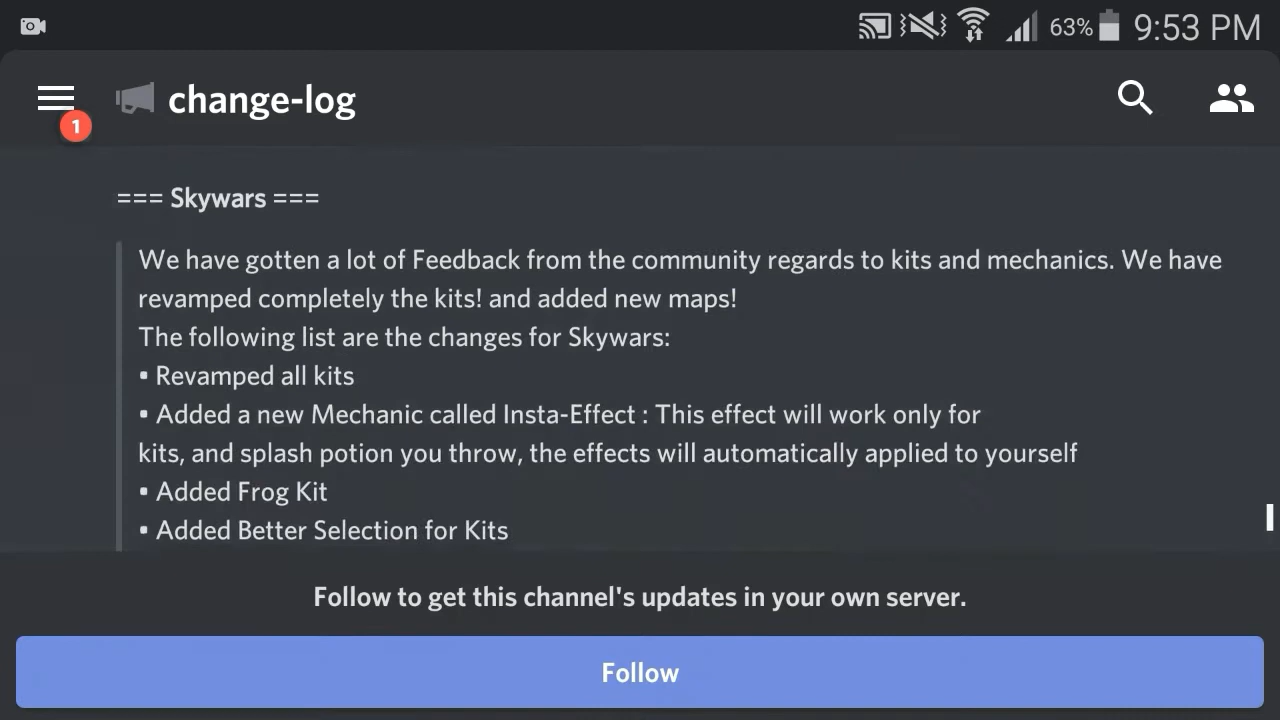 63% 9:53 PM
change-log
1
=== Skywars ===
We have gotten a lot of Feedback from the community regards to kits and mechanics. We have
revamped completely the kits! and added new maps!
The following list are the changes for Skywars:
• Revamped all kits
• Added a new Mechanic called Insta-Effect : This effect will work only for
kits, and splash potion you throw, the effects will automatically applied to yourself
• Added Frog Kit
• Added Better Selection for Kits
Follow to get this channel's updates in your own server.
Follow